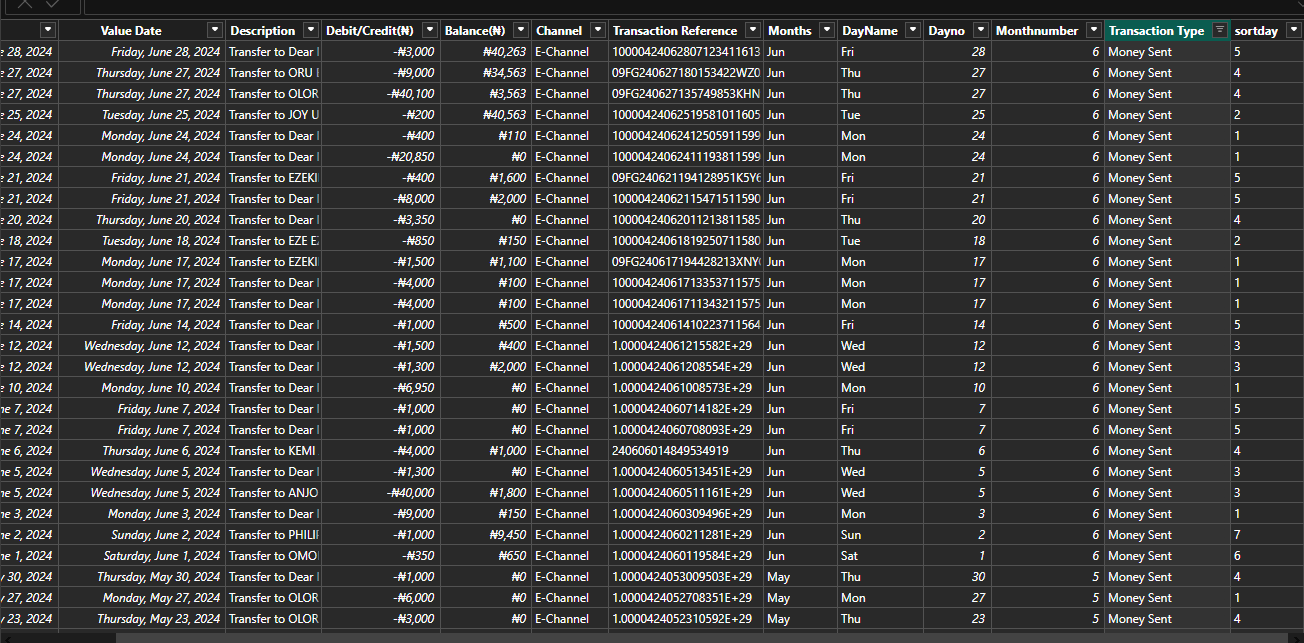 Value Date Description Debit/Credit(₦) Balance(₦) Channel Transaction Reference Months DayName Dayno Monthnumber Transaction Type sortday
28, 2024 Friday, June 28, 2024 Transfer to Dear -₦3,000 ₦40,263 E-Channel 10000424062807123411613 Jun Fri 28 6 Money Sent 5
27, 2024 Thursday, June 27, 2024 Transfer to ORU -₦9,000 ₦34,563 E-Channel 09FG240627180153422WZ0 Jun Thu 27 6 Money Sent 4
27, 2024 Thursday, June 27, 2024 Transfer to OLOR -₦40,100 ₦3,563 E-Channel 09FG240627135749853KHN Jun Thu 27 6 Money Sent 4
25, 2024 Tuesday, June 25, 2024 Transfer to JOY U -₦200 ₦40,563 E-Channel 10000424062519581011605 Jun Tue 25 6 Money Sent 2
24, 2024 Monday, June 24, 2024 Transfer to Dear -₦400 ₦110 E-Channel 10000424062412505911599 Jun Mon 24 6 Money Sent 1
24, 2024 Monday, June 24, 2024 Transfer to Dear -₦20,850 ₦0 E-Channel 10000424062411193811599 Jun Mon 24 6 Money Sent 1
21, 2024 Friday, June 21, 2024 Transfer to EZEKI -₦400 ₦1,600 E-Channel 09FG240621194128951K5Y6 Jun Fri 21 6 Money Sent 5
21, 2024 Friday, June 21, 2024 Transfer to Dear -₦8,000 ₦2,000 E-Channel 10000424062115471511590 Jun Fri 21 6 Money Sent 5
20, 2024 Thursday, June 20, 2024 Transfer to Dear -₦3,350 ₦0 E-Channel 10000424062011213811585 Jun Thu 20 6 Money Sent 4
18, 2024 Tuesday, June 18, 2024 Transfer to EZE E -₦850 ₦150 E-Channel 10000424061819250711580 Jun Tue 18 6 Money Sent 2
17, 2024 Monday, June 17, 2024 Transfer to EZEKI -₦1,500 ₦1,100 E-Channel 09FG240617194428213XNY Jun Mon 17 6 Money Sent 1
17, 2024 Monday, June 17, 2024 Transfer to Dear -₦4,000 ₦100 E-Channel 10000424061713353711575 Jun Mon 17 6 Money Sent 1
17, 2024 Monday, June 17, 2024 Transfer to Dear -₦4,000 ₦100 E-Channel 10000424061711343211575 Jun Mon 17 6 Money Sent 1
14, 2024 Friday, June 14, 2024 Transfer to Dear -₦1,000 ₦500 E-Channel 10000424061410223711564 Jun Fri 14 6 Money Sent 5
12, 2024 Wednesday, June 12, 2024 Transfer to Dear -₦1,500 ₦400 E-Channel 1.0000424061215582E+29 Jun Wed 12 6 Money Sent 3
12, 2024 Wednesday, June 12, 2024 Transfer to Dear -₦1,300 ₦2,000 E-Channel 1.0000424061208554E+29 Jun Wed 12 6 Money Sent 3
10, 2024 Monday, June 10, 2024 Transfer to Dear -₦6,950 ₦0 E-Channel 1.0000424061008573E+29 Jun Mon 10 6 Money Sent 1
ne 7, 2024 Friday, June 7, 2024 Transfer to Dear -₦1,000 ₦0 E-Channel 1.0000424060714182E+29 Jun Fri 7 6 Money Sent 5
ne 7, 2024 Friday, June 7, 2024 Transfer to Dear -₦1,000 ₦0 E-Channel 1.0000424060708093E+29 Jun Fri 7 6 Money Sent 5
ne 6, 2024 Thursday, June 6, 2024 Transfer to KEMI -₦4,000 ₦1,000 E-Channel 240606014849534919 Jun Thu 6 6 Money Sent 4
ne 5, 2024 Wednesday, June 5, 2024 Transfer to Dear -₦1,300 ₦0 E-Channel 1.0000424060513451E+29 Jun Wed 5 6 Money Sent 3
ne 5, 2024 Wednesday, June 5, 2024 Transfer to ANJO -₦40,000 ₦1,800 E-Channel 1.0000424060511161E+29 Jun Wed 5 6 Money Sent 3
ne 3, 2024 Monday, June 3, 2024 Transfer to Dear -₦9,000 ₦150 E-Channel 1.0000424060309496E+29 Jun Mon 3 6 Money Sent 1
ne 2, 2024 Sunday, June 2, 2024 Transfer to PHILI -₦1,000 ₦9,450 E-Channel 1.0000424060211281E+29 Jun Sun 2 6 Money Sent 7
ne 1, 2024 Saturday, June 1, 2024 Transfer to OMO -₦350 ₦650 E-Channel 1.0000424060119584E+29 Jun Sat 1 6 Money Sent 6
30, 2024 Thursday, May 30, 2024 Transfer to Dear -₦1,000 ₦0 E-Channel 1.0000424053009503E+29 May Thu 30 5 Money Sent 4
27, 2024 Monday, May 27, 2024 Transfer to OLOR -₦6,000 ₦0 E-Channel 1.0000424052708351E+29 May Mon 27 5 Money Sent 1
23, 2024 Thursday, May 23, 2024 Transfer to OLOR -₦3,000 ₦0 E-Channel 1.0000424052310592E+29 May Thu 23 5 Money Sent 4